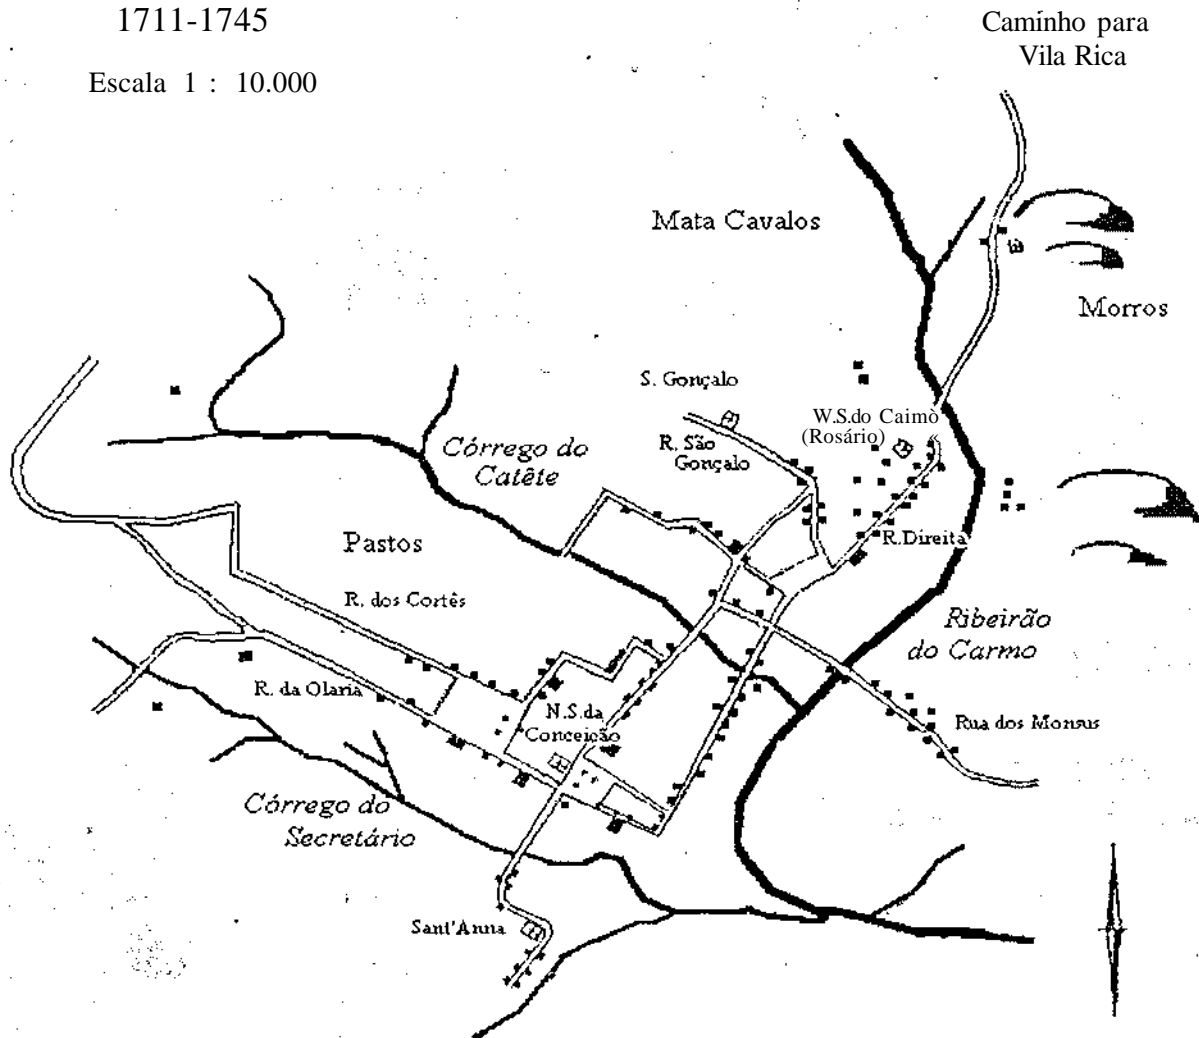 1711-1745
Caminho para
Vila Rica
Escala 1 : 10.000
Mata Cavalos
Morros
S. Gonçalo
W.S.do Caimò
(Rosário)
R. São
Gonçalo
Córrego do
Catête
R.Direita
Pastos
R. dos Cortês
Ribeirão
do Carmo
R. da Olaria
N.S.da
Conceição
Rua dos Monsus
Córrego do
Secretário
Sant'Anna